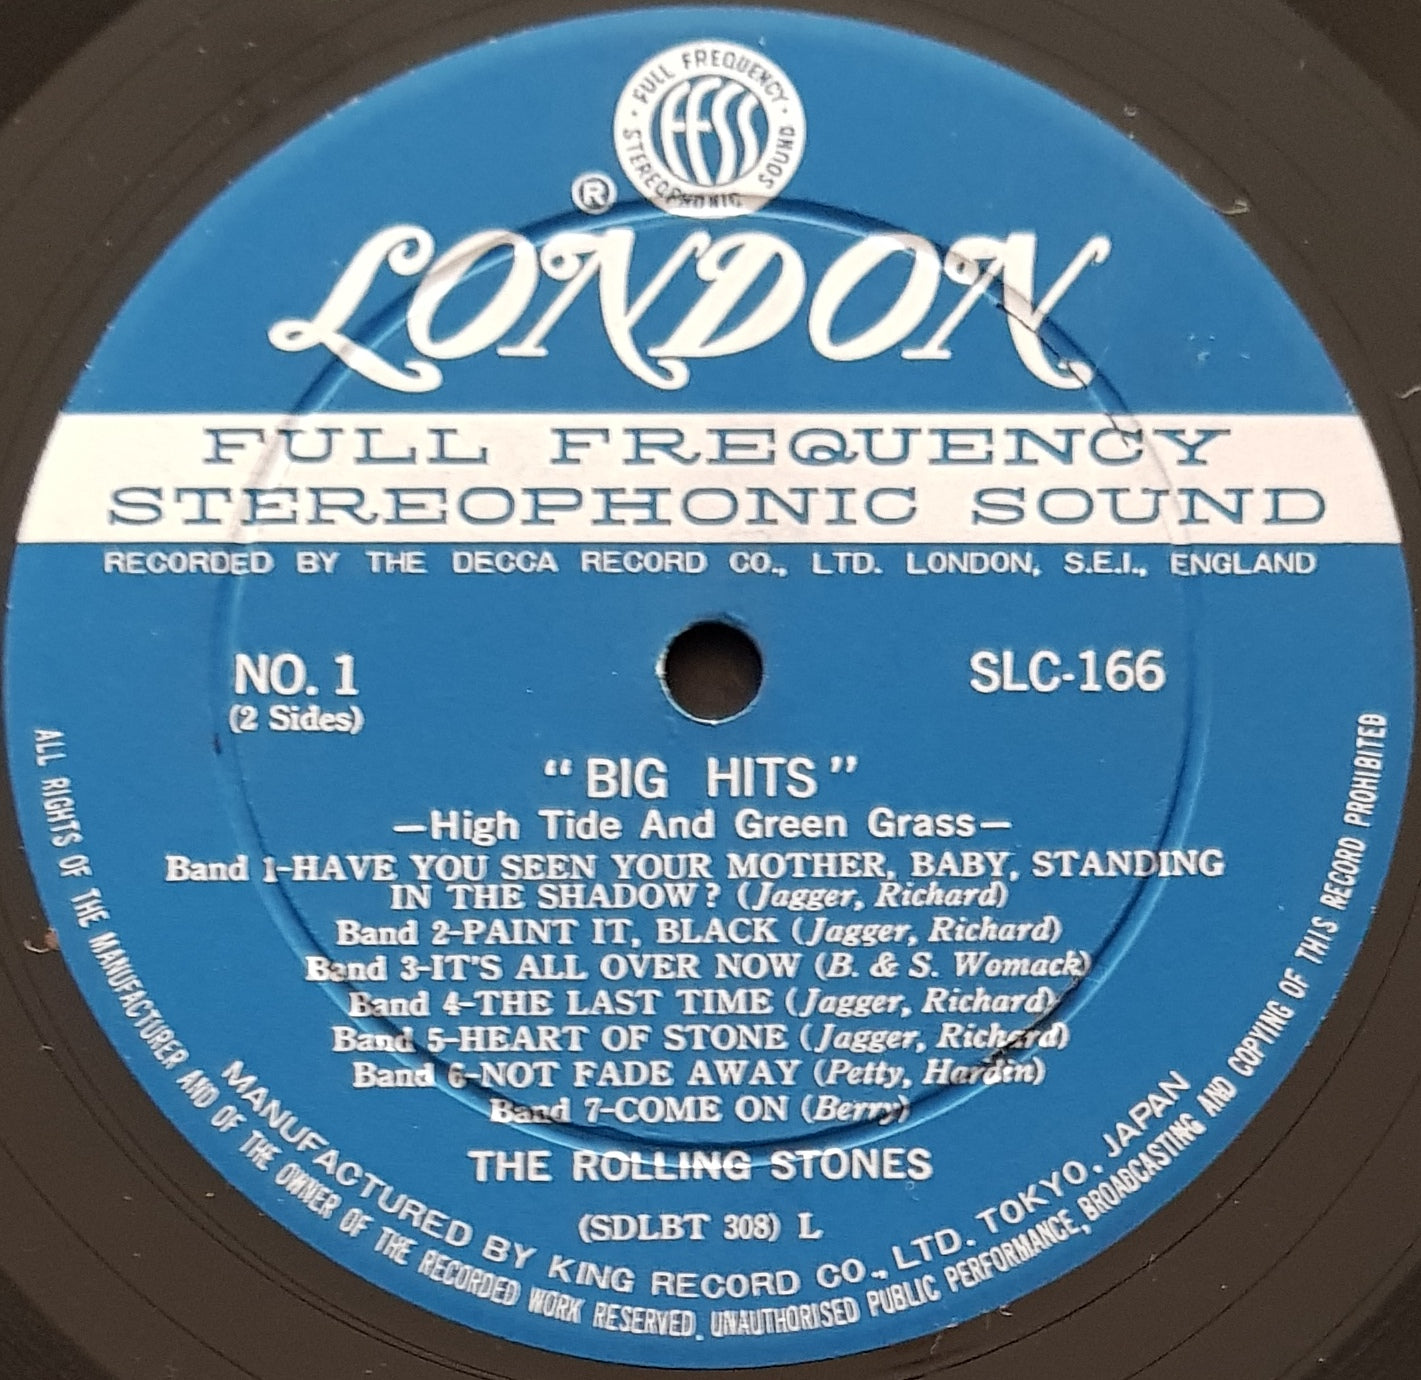 · FULL FREQUENCY ·
STEREOPHONIC SOUND
FFSS
®
LONDON
FULL FREQUENCY
STEREOPHONIC SOUND
RECORDED BY THE DECCA RECORD CO., LTD. LONDON, S.E.I., ENGLAND
NO. 1
SLC-166
(2 Sides)
“BIG HITS”
—High Tide And Green Grass—
Band 1-HAVE YOU SEEN YOUR MOTHER, BABY, STANDING
IN THE SHADOW? (Jagger, Richard)
Band 2-PAINT IT, BLACK (Jagger, Richard)
Band 3-IT'S ALL OVER NOW (B. & S. Womack)
Band 4-THE LAST TIME (Jagger, Richard)
Band 5-HEART OF STONE (Jagger, Richard)
Band 6-NOT FADE AWAY (Petty, Hardin)
Band 7-COME ON (Berry)
THE ROLLING STONES
(SDLBT 308) L
MANUFACTURED BY KING RECORD CO., LTD. TOKYO. JAPAN
ALL RIGHTS OF THE MANUFACTURER AND OF THE OWNER OF THE RECORDED WORK RESERVED. UNAUTHORISED PUBLIC PERFORMANCE, BROADCASTING AND COPYING OF THIS RECORD PROHIBITED